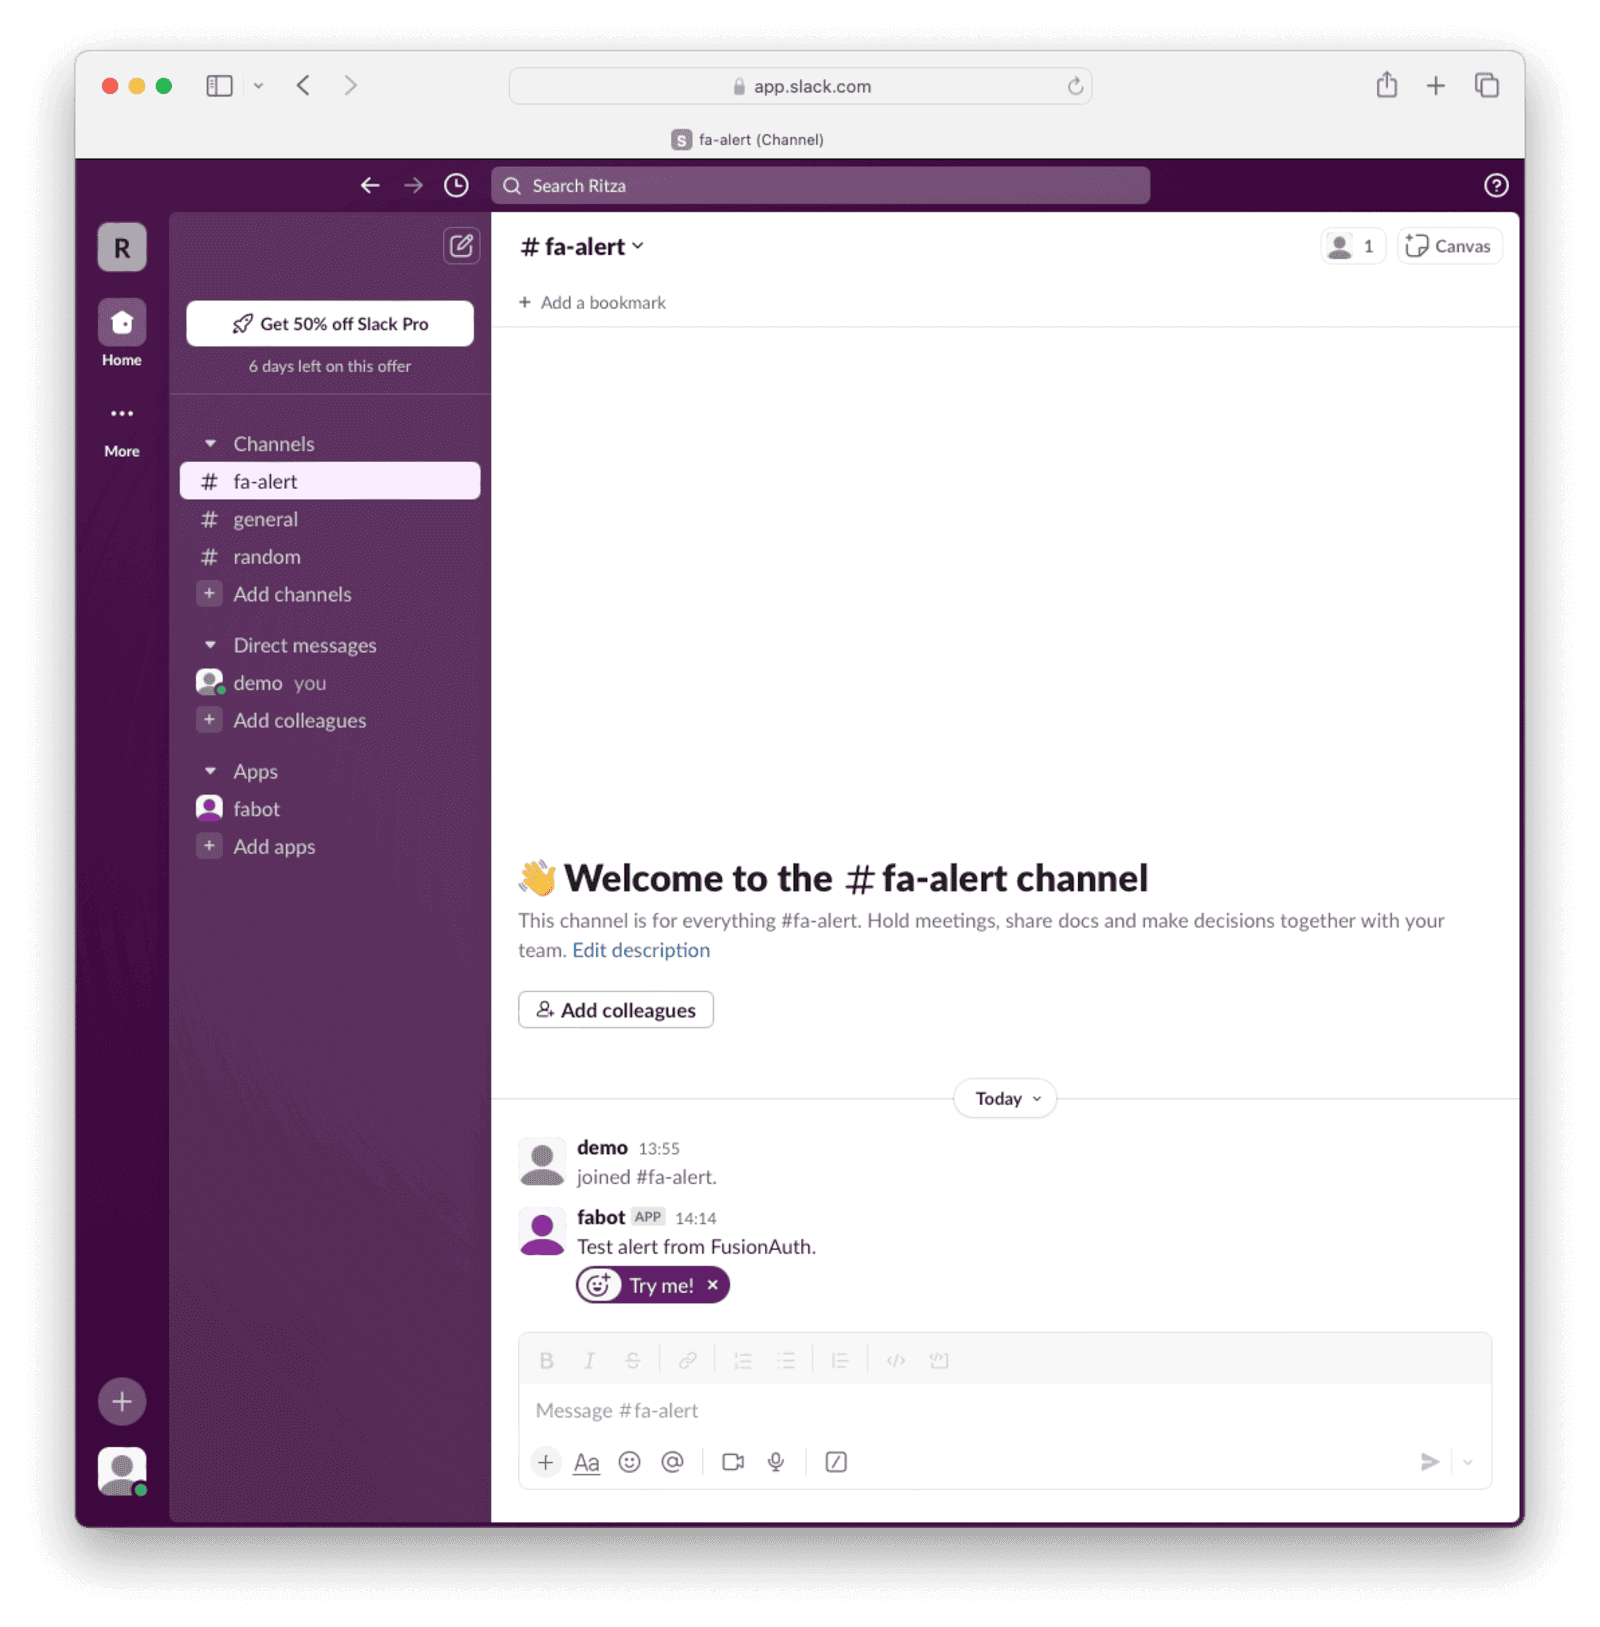 app.slack.com
S fa-alert (Channel)
Search Ritza
R
# fa-alert
1
Canvas
+ Add a bookmark
Get 50% off Slack Pro
6 days left on this offer
Home
More
Channels
# fa-alert
# general
# random
+ Add channels
Direct messages
demo you
+ Add colleagues
Apps
fabot
+ Add apps
Welcome to the # fa-alert channel
This channel is for everything #fa-alert. Hold meetings, share docs and make decisions together with your
team. Edit description
Add colleagues
Today
demo 13:55
joined #fa-alert.
fabot APP 14:14
Test alert from FusionAuth.
Try me!
B I S
Message #fa-alert
Aa